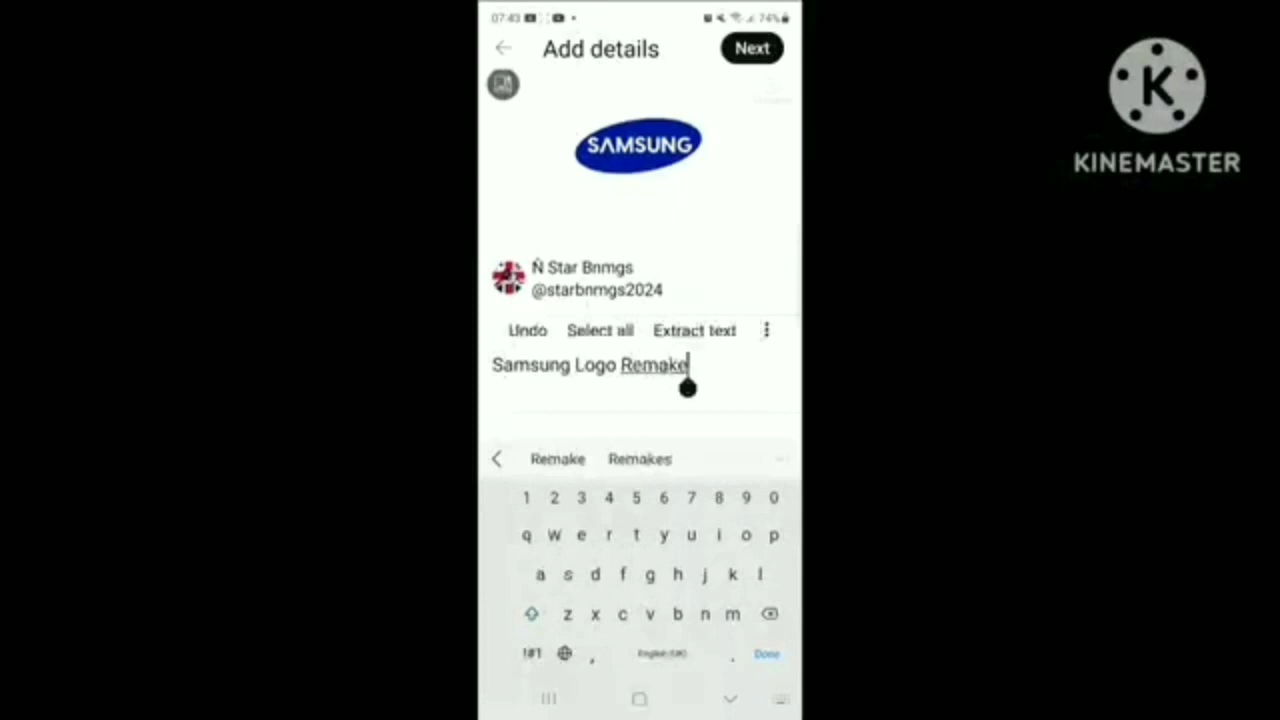 07:43
74%
Add details
Next
K
KINEMASTER
SAMSUNG
Ñ Star Bnmgs
@starbnmgs2024
Undo Select all Extract text
Samsung Logo Remake
Remake Remakes
1 2 3 4 5 6 7 8 9 0
q w e r t y u i o p
a s d f g h j k l
z x c v b n m
!#1 , English (UK) . Done